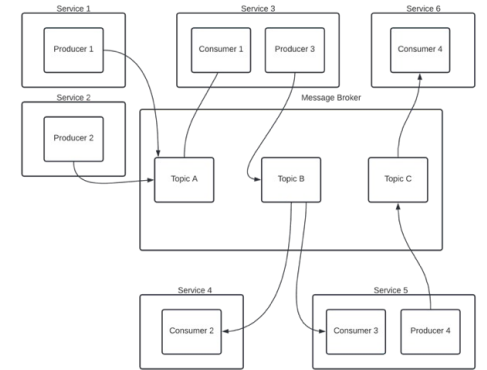 Service 1
Service 3
Service 6
Producer 1
Consumer 1
Producer 3
Consumer 4
Service 2
Message Broker
Producer 2
Topic A
Topic B
Topic C
Service 4
Service 5
Consumer 2
Consumer 3
Producer 4